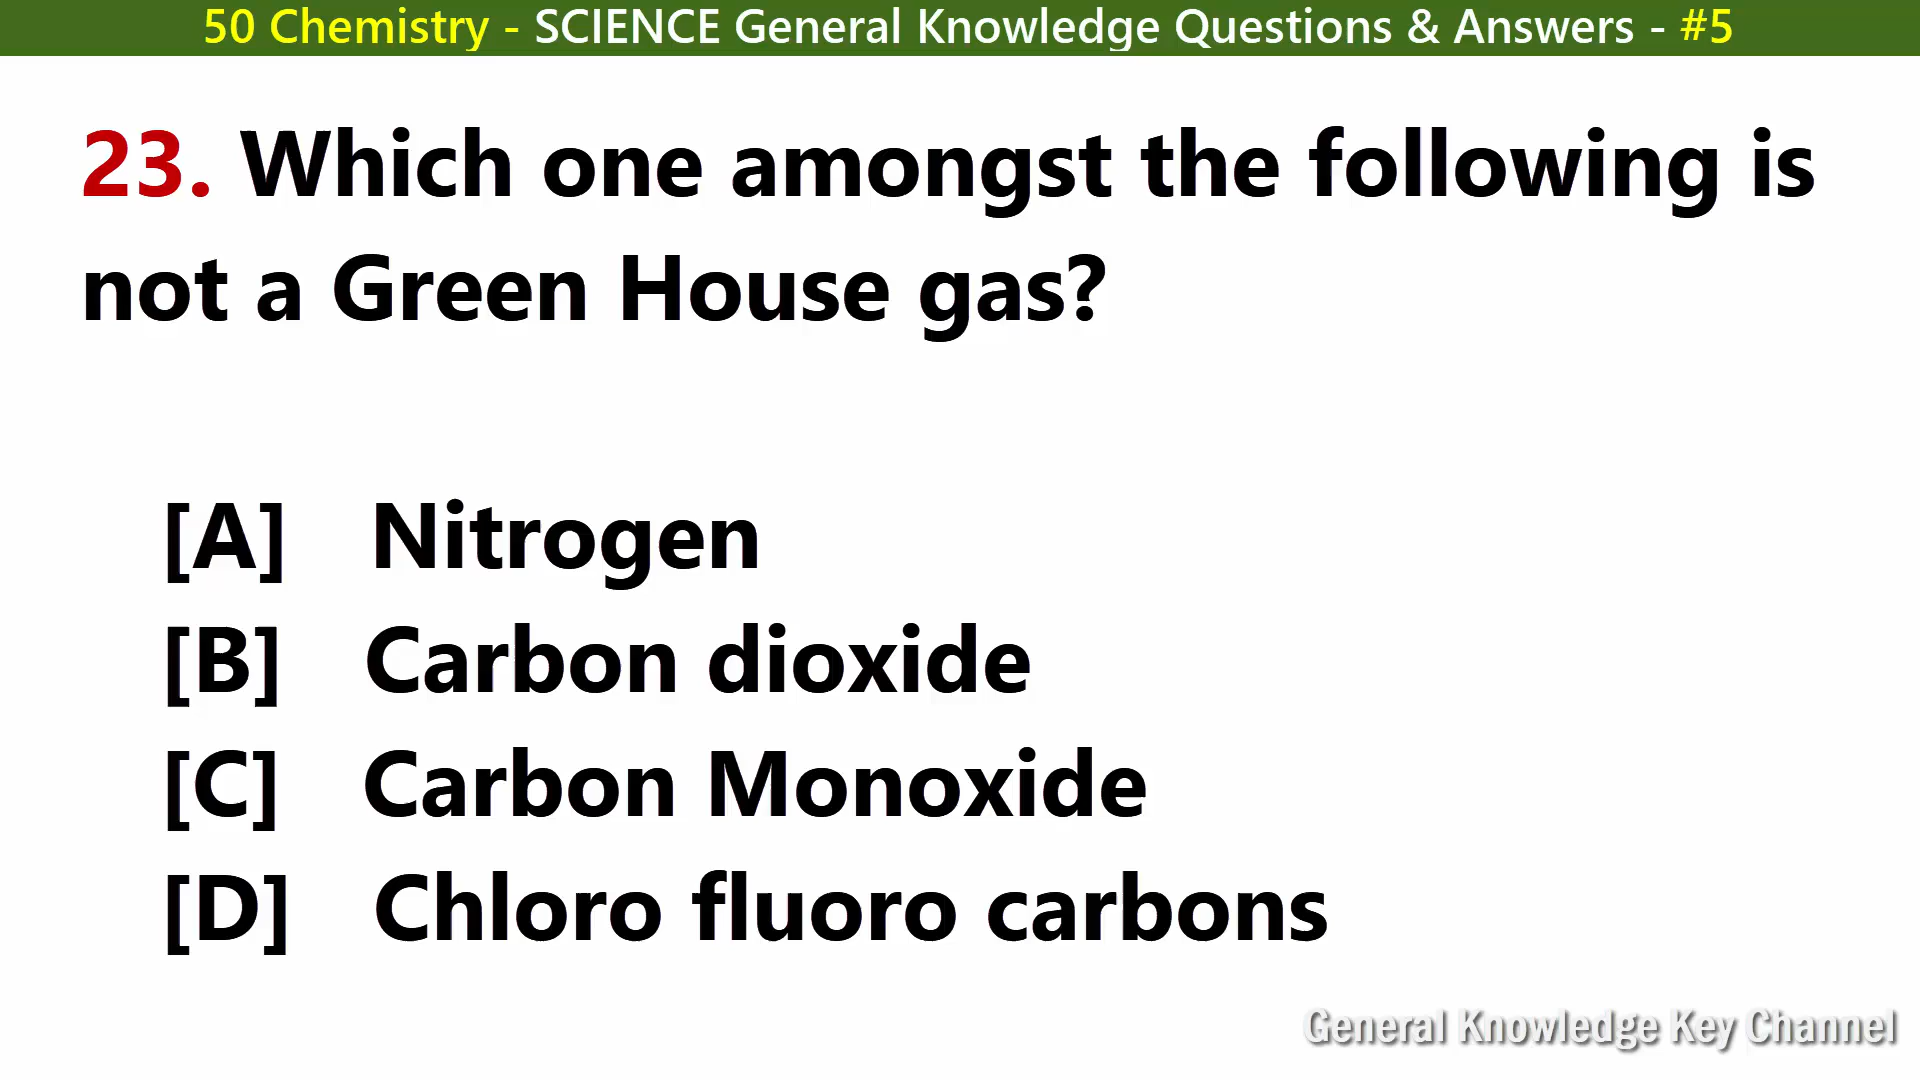 50 Chemistry - SCIENCE General Knowledge Questions & Answers - #5
23. Which one amongst the following is
not a Green House gas?
[A] Nitrogen
[B] Carbon dioxide
[C] Carbon Monoxide
[D] Chloro fluoro carbons
General Knowledge Key Channel